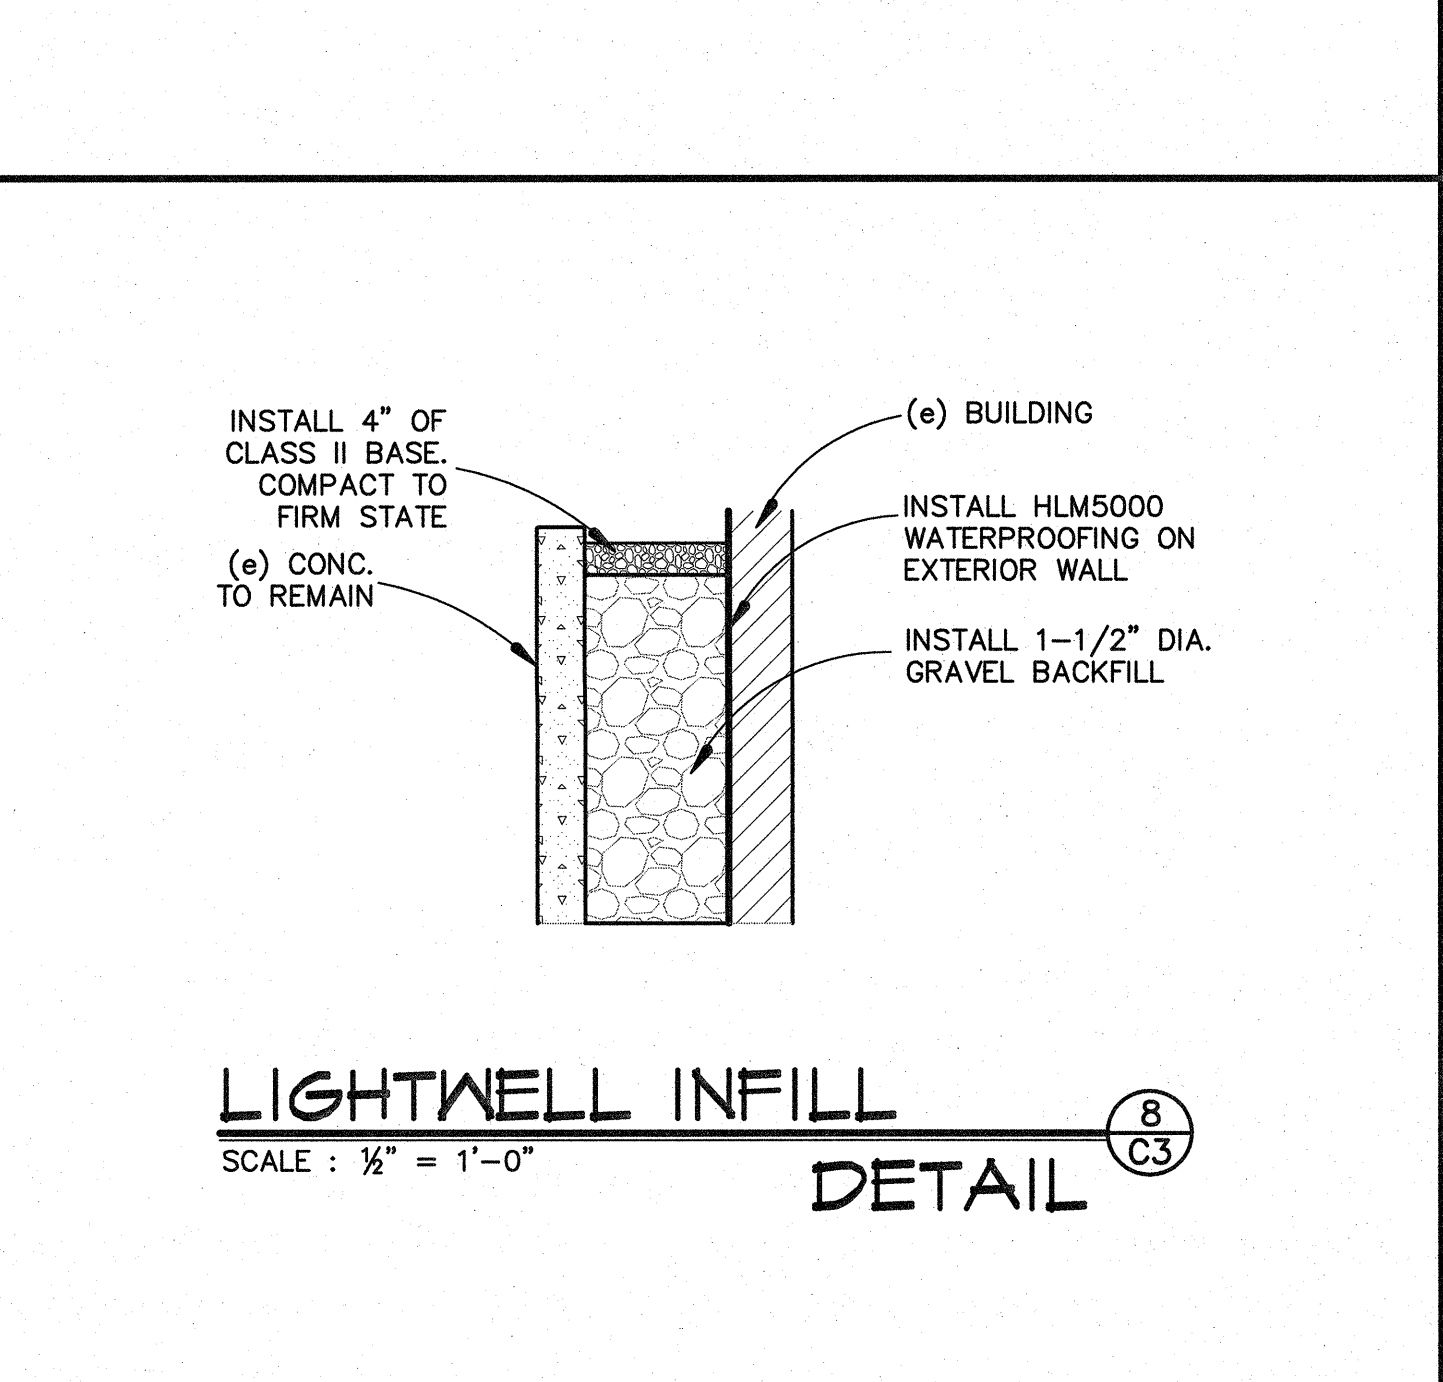 INSTALL 4" OF
CLASS II BASE.
COMPACT TO
FIRM STATE
(e) CONC.
TO REMAIN
(e) BUILDING
INSTALL HLM5000
WATERPROOFING ON
EXTERIOR WALL
INSTALL 1-1/2" DIA.
GRAVEL BACKFILL
LIGHTWELL INFILL
SCALE : ½" = 1'-0"
DETAIL
8
C3